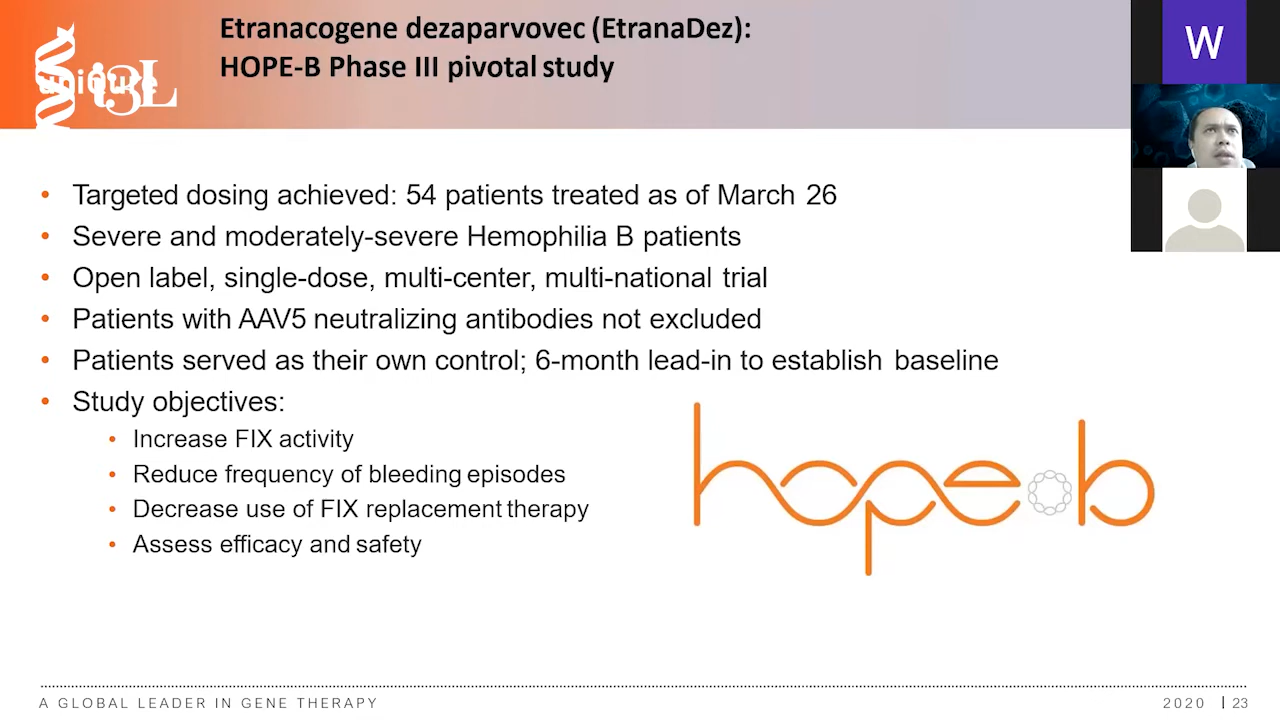 Etranacogene dezaparvovec (EtranaDez):
HOPE-B Phase III pivotal study
uniQure
i3L
W
• Targeted dosing achieved: 54 patients treated as of March 26
• Severe and moderately-severe Hemophilia B patients
• Open label, single-dose, multi-center, multi-national trial
• Patients with AAV5 neutralizing antibodies not excluded
• Patients served as their own control; 6-month lead-in to establish baseline
• Study objectives:
• Increase FIX activity
• Reduce frequency of bleeding episodes
• Decrease use of FIX replacement therapy
• Assess efficacy and safety
hope b
A GLOBAL LEADER IN GENE THERAPY
2020 | 23